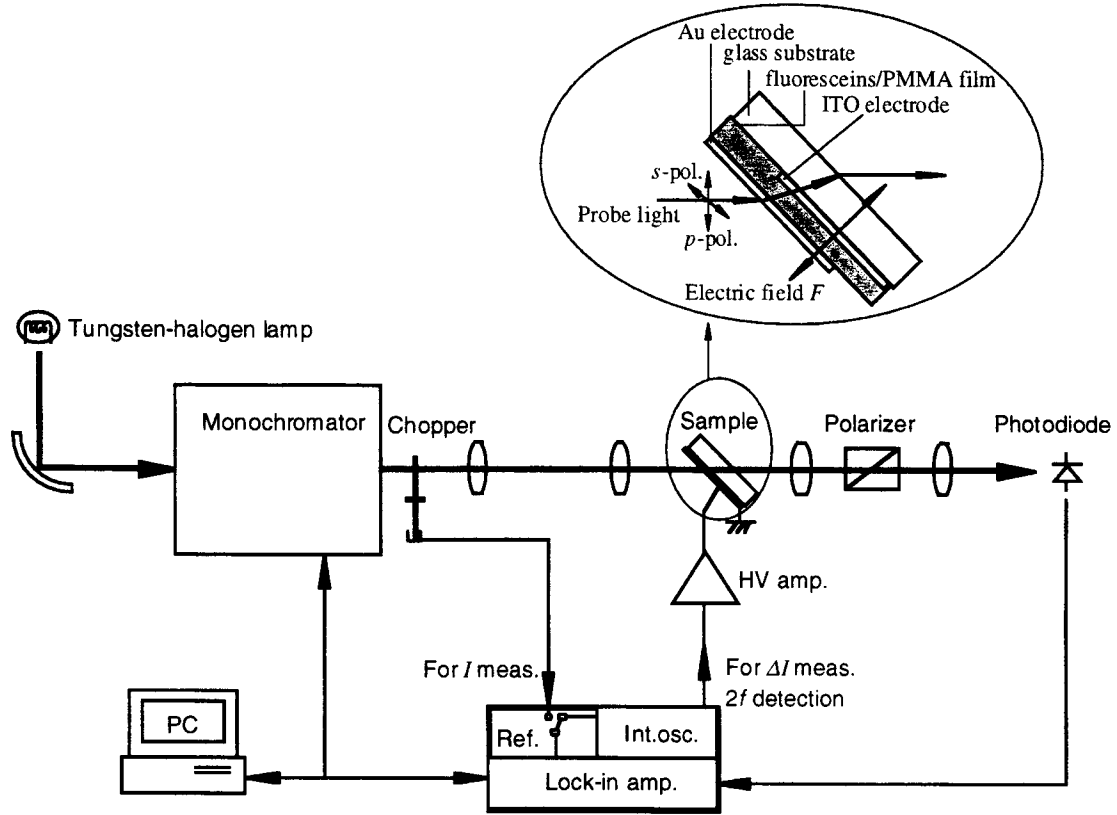 Au electrode
glass substrate
fluoresceins/PMMA film
ITO electrode
s-pol.
Probe light
p-pol.
Electric field F
Tungsten-halogen lamp
Monochromator
Chopper
Sample
Polarizer
Photodiode
HV amp.
For I meas.
For ΔI meas.
2f detection
PC
Ref.
Int.osc.
Lock-in amp.